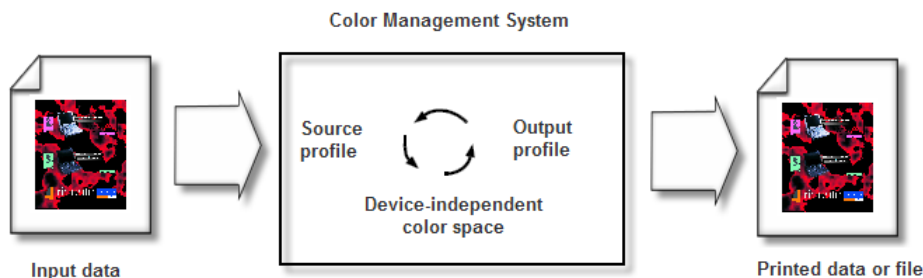 Color Management System
Source
profile
Output
profile
Device-independent
color space
Input data
Printed data or file